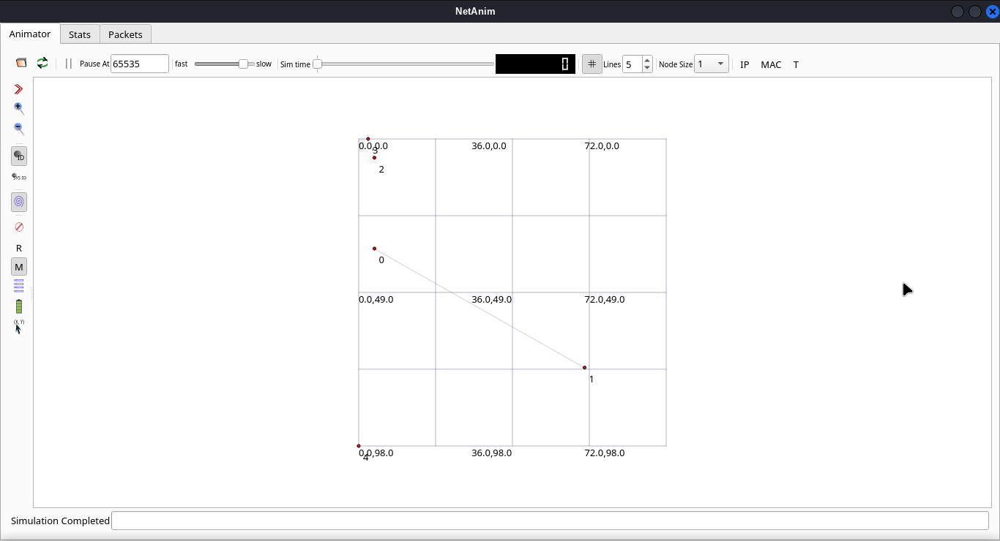 NetAnim
Animator Stats Packets
Pause At 65535 fast slow Sim time 0 Lines 5 Node Size 1 IP MAC T
ID
SYS ID
R
M
(X, Y)
0.0,0.0 36.0,0.0 72.0,0.0
3
2
0
0.0,49.0 36.0,49.0 72.0,49.0
1
0.0,98.0 36.0,98.0 72.0,98.0
4
Simulation Completed